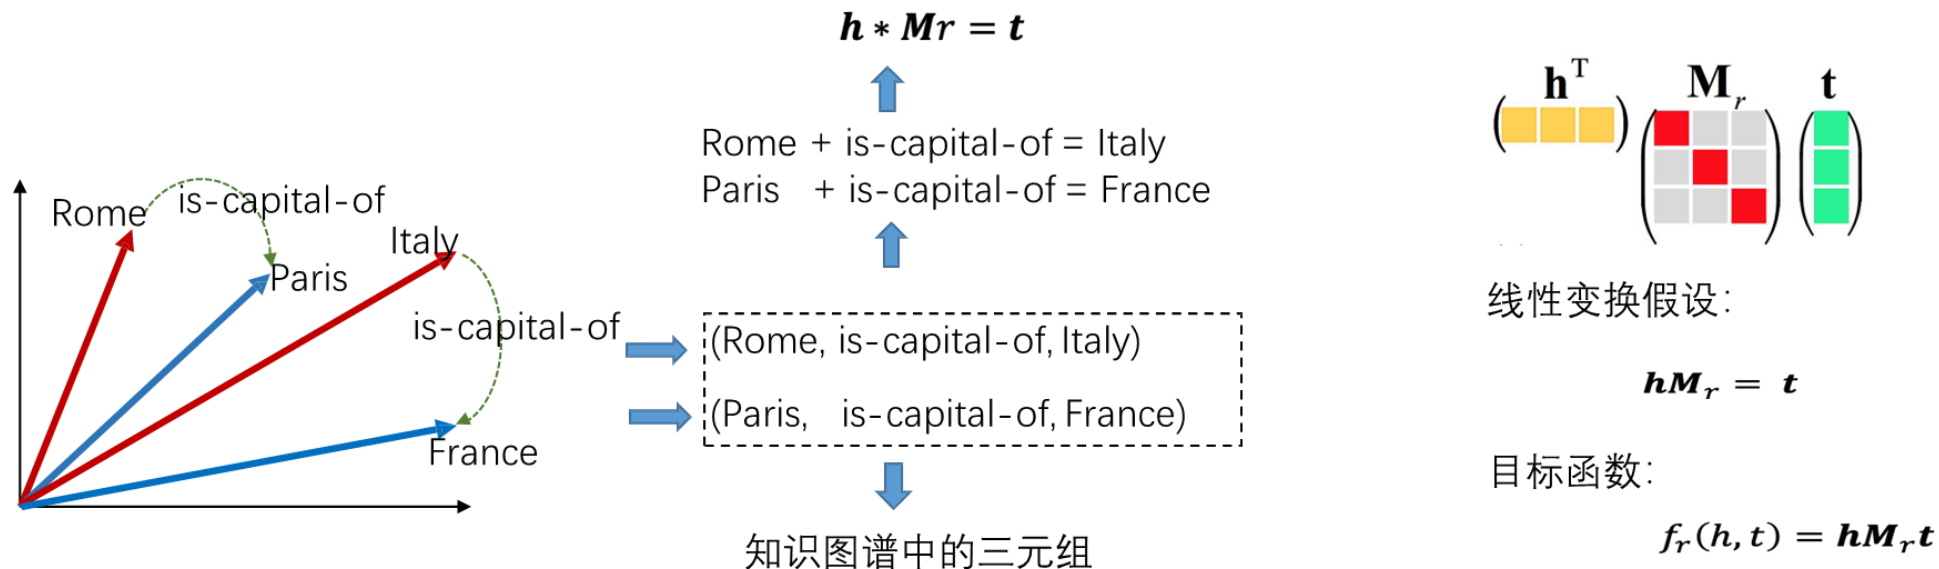 h * Mr = t
Rome + is-capital-of = Italy
Paris + is-capital-of = France
Rome
is-capital-of
Italy
Paris
is-capital-of
France
(Rome, is-capital-of, Italy)
(Paris, is-capital-of, France)
知识图谱中的三元组
hᵀ Mᵣ t
线性变换假设:
hMᵣ = t
目标函数:
fᵣ(h, t) = hMᵣt